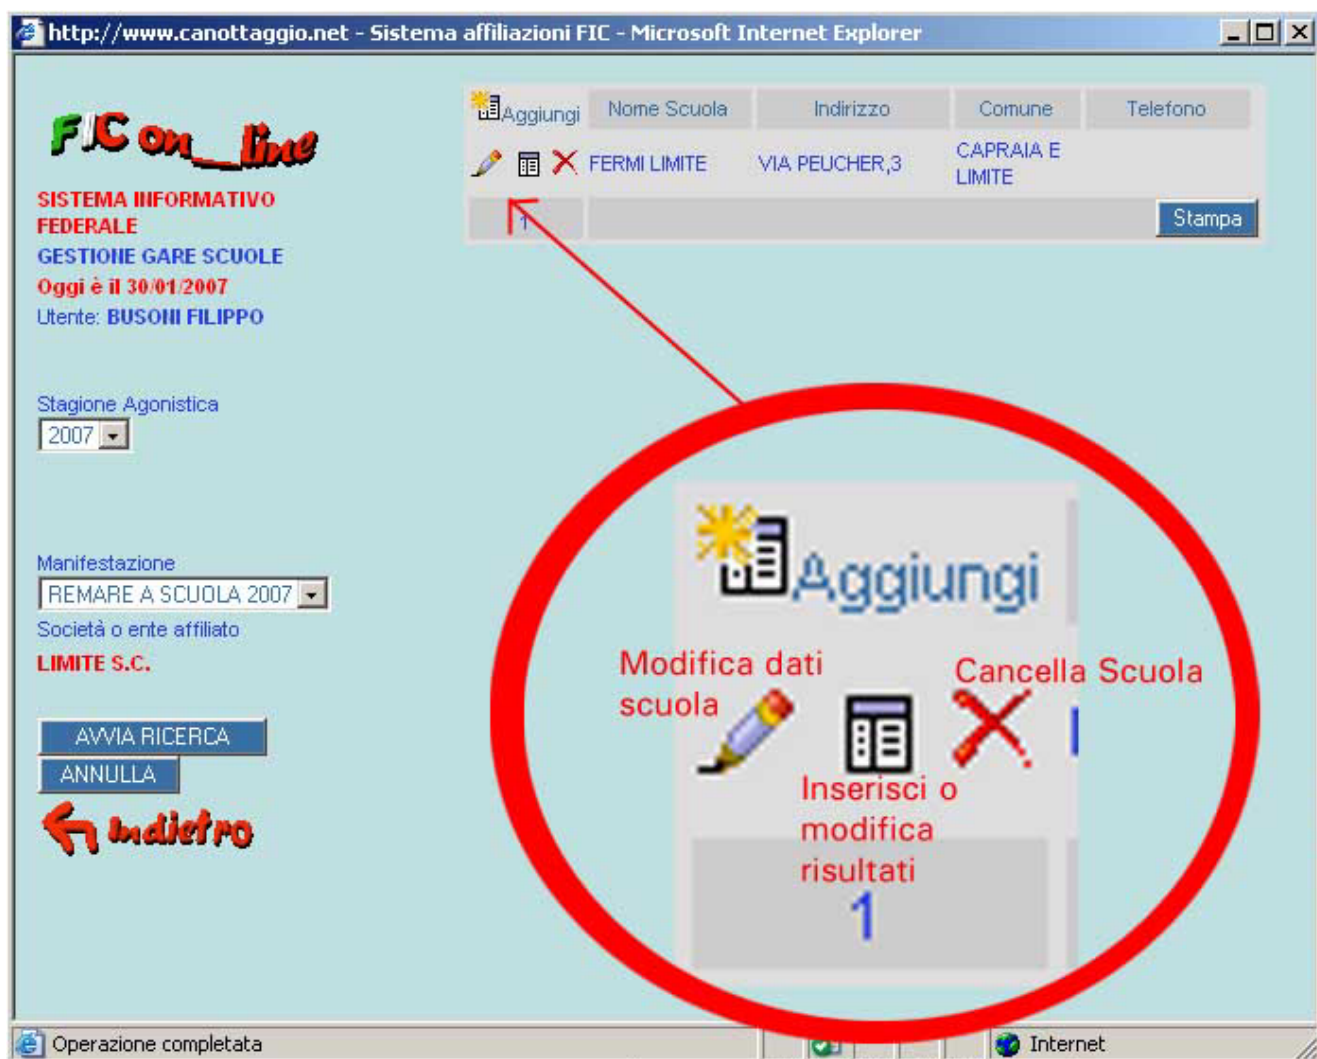 http://www.canottaggio.net - Sistema affiliazioni FIC - Microsoft Internet Explorer
FIC on_line
SISTEMA INFORMATIVO
FEDERALE
GESTIONE GARE SCUOLE
Oggi è il 30/01/2007
Utente: BUSONI FILIPPO
Stagione Agonistica
2007
Manifestazione
REMARE A SCUOLA 2007
Società o ente affiliato
LIMITE S.C.
AVVIA RICERCA
ANNULLA
Indietro
Aggiungi Nome Scuola Indirizzo Comune Telefono
FERMI LIMITE VIA PEUCHER,3 CAPRAIA E
LIMITE
1 Stampa
Aggiungi
Modifica dati
scuola
Cancella Scuola
Inserisci o
modifica
risultati
1
Operazione completata
Internet